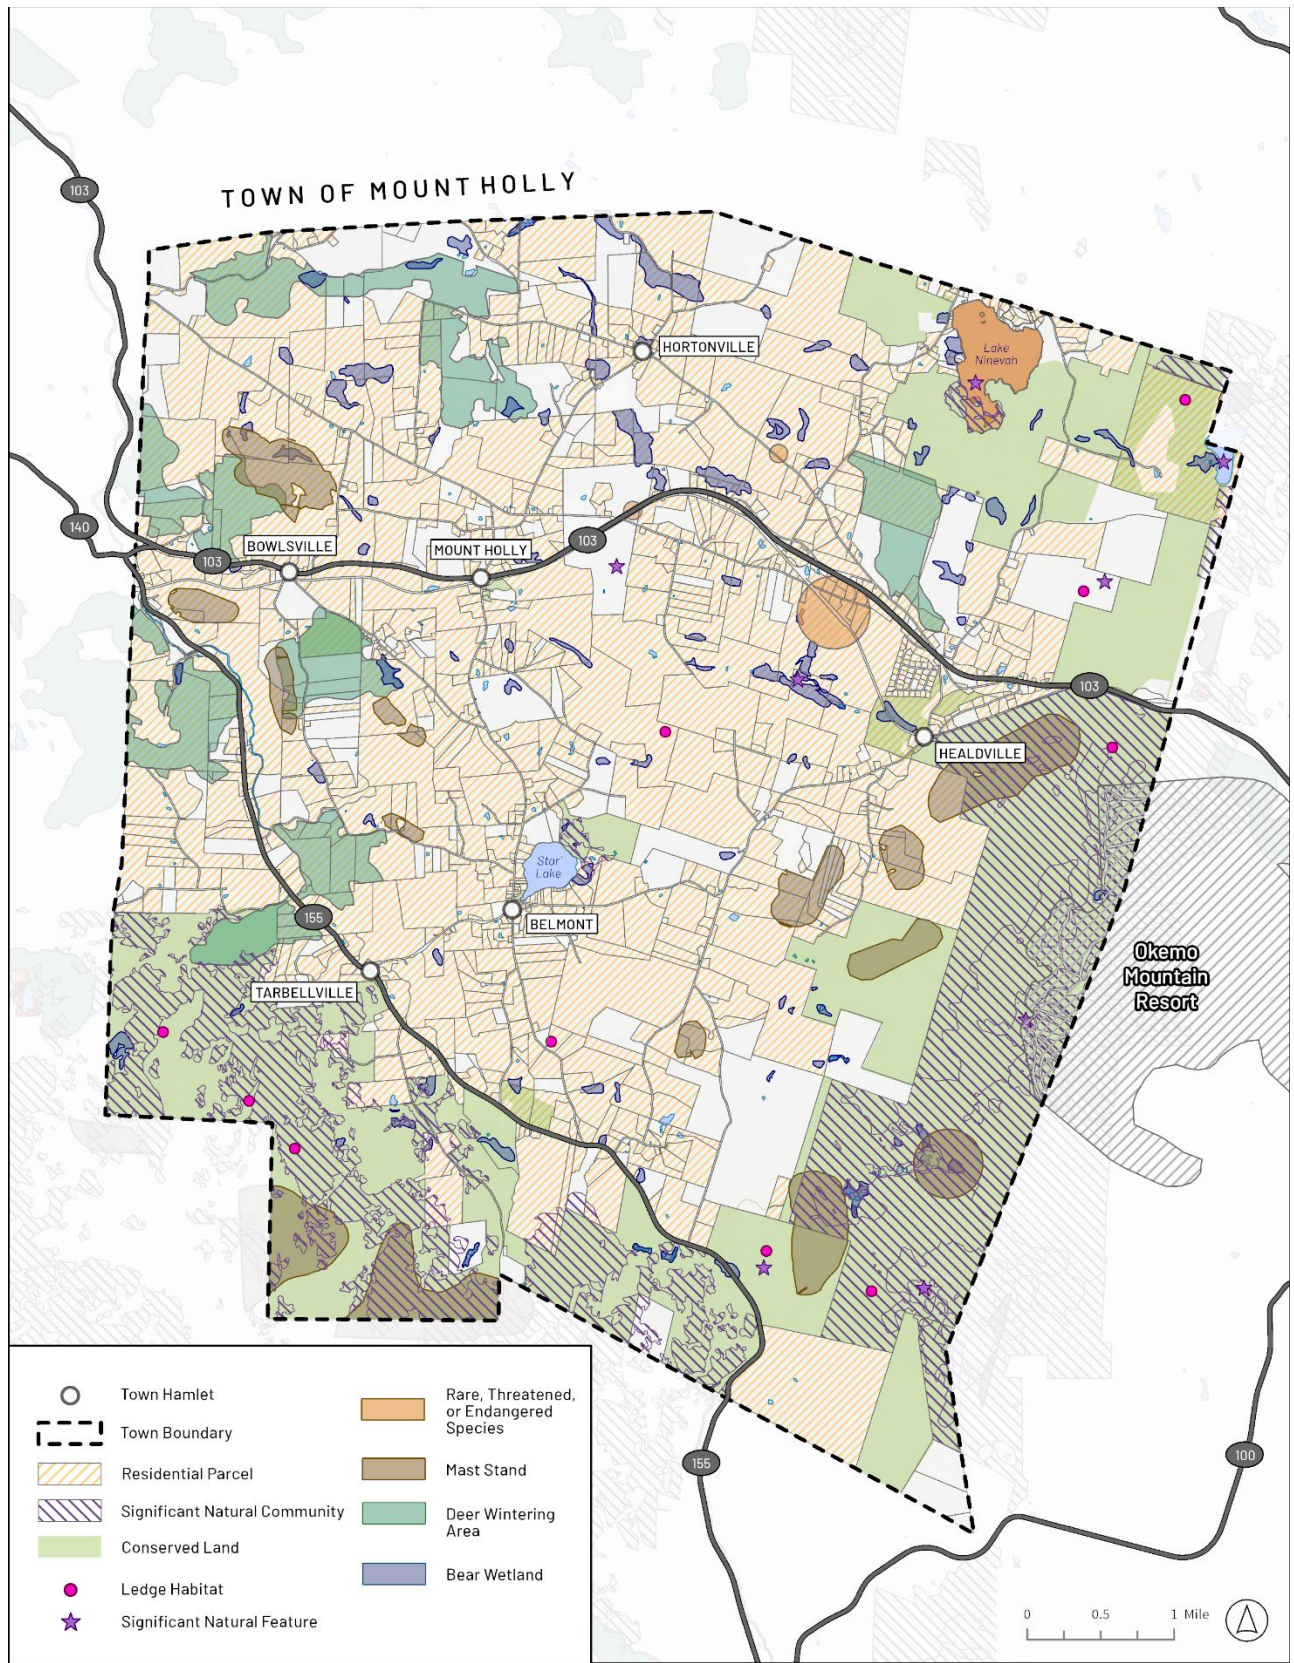 TOWN OF MOUNT HOLLY
103
HORTONVILLE
Lake
Ninevah
140
103
BOWLSVILLE
MOUNT HOLLY
103
103
HEALDVILLE
Star
Lake
BELMONT
155
TARBELLVILLE
Okemo
Mountain
Resort
Town Hamlet
Town Boundary
Residential Parcel
Significant Natural Community
Conserved Land
Ledge Habitat
Significant Natural Feature
Rare, Threatened,
or Endangered
Species
Mast Stand
Deer Wintering
Area
Bear Wetland
155
100
0 0.5 1 Mile